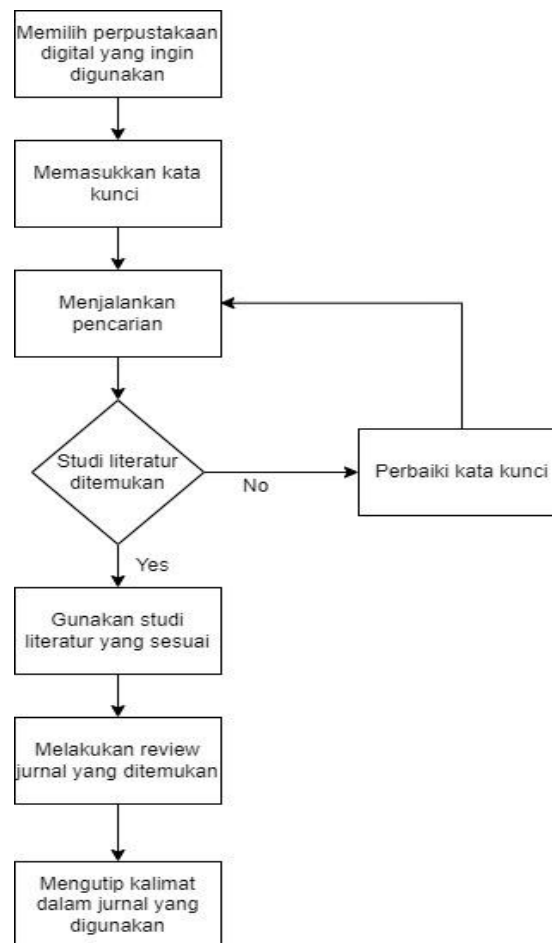 Memilih perpustakaan
digital yang ingin
digunakan
Memasukkan kata
kunci
Menjalankan
pencarian
Studi literatur
ditemukan
No
Perbaiki kata kunci
Yes
Gunakan studi
literatur yang sesuai
Melakukan review
jurnal yang ditemukan
Mengutip kalimat
dalam jurnal yang
digunakan